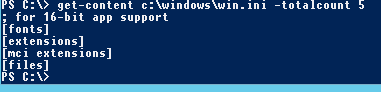 PS C:\> get-content c:\windows\win.ini -totalcount 5
; for 16-bit app support
[fonts]
[extensions]
[mci extensions]
[files]
PS C:\>